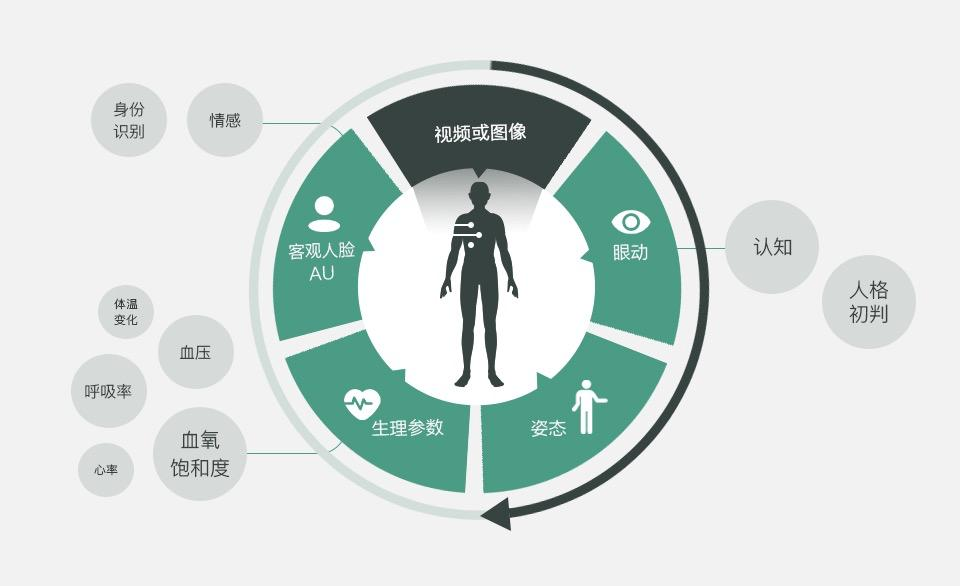 身份
识别
情感
视频或图像
客观人脸
AU
眼动
认知
人格
初判
体温
变化
血压
呼吸率
血氧
饱和度
心率
生理参数
姿态